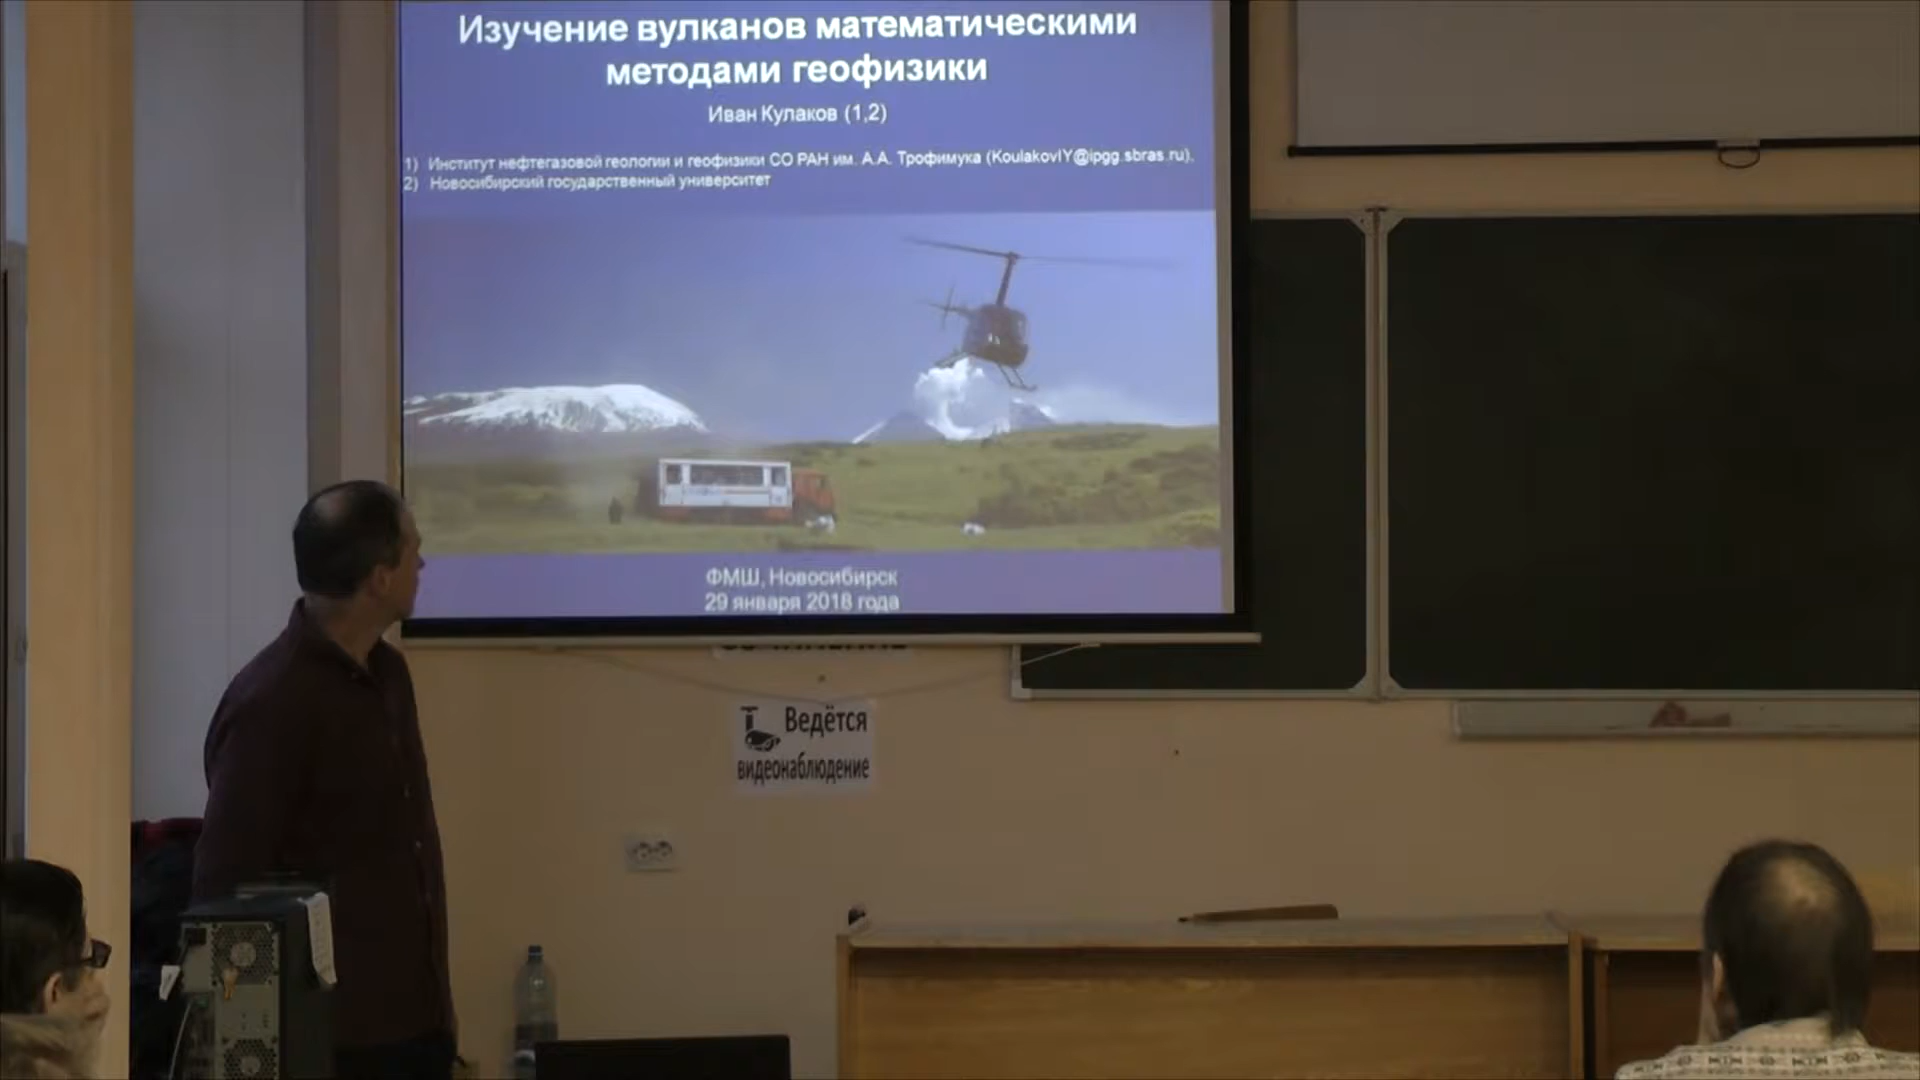 Изучение вулканов математическими
методами геофизики
Иван Кулаков (1,2)
1) Институт нефтегазовой геологии и геофизики СО РАН им. А.А. Трофимука (KoulakovIY@ipgg.sbras.ru),
2) Новосибирский государственный университет
ФМШ, Новосибирск
29 января 2018 года
Ведётся
видеонаблюдение